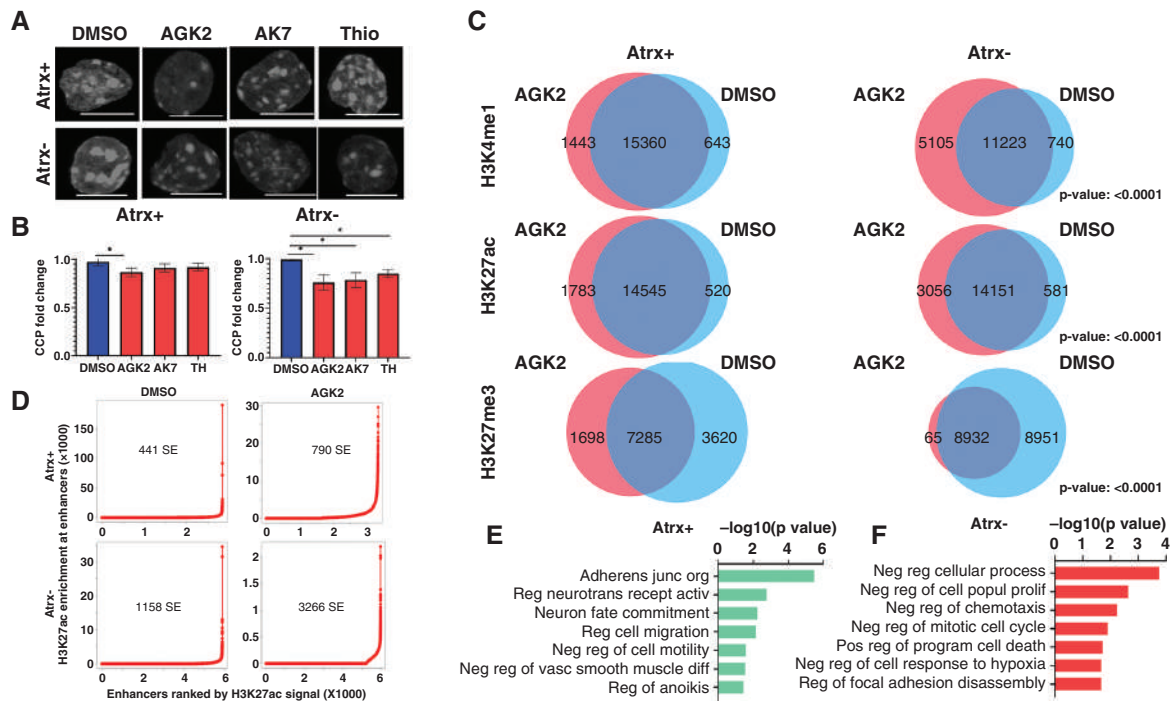 A
DMSO AGK2 AK7 Thio
Atrx+
Atrx-
B
Atrx+ Atrx-
* * * *
CCP fold change
1.0
0.5
0.0
DMSO AGK2 AK7 TH
CCP fold change
1.0
0.5
0.0
DMSO AGK2 AK7 TH
C
Atrx+ Atrx-
H3K4me1
AGK2 DMSO
1443 15360 643
AGK2 DMSO
5105 11223 740
p-value: <0.0001
H3K27ac
AGK2 DMSO
1783 14545 520
AGK2 DMSO
3056 14151 581
p-value: <0.0001
H3K27me3
AGK2 DMSO
1698 7285 3620
AGK2 DMSO
65 8932 8951
p-value: <0.0001
D
DMSO AGK2
Atrx+
Atrx-
H3K27ac enrichment at enhancers (×1000)
150
100
50
0
441 SE
0 1 2
30
20
10
0
790 SE
0 1 2 3
30
20
10
0
1158 SE
0 2 4 6
2
1.5
1
0.5
0
3266 SE
0 2 4 6
Enhancers ranked by H3K27ac signal (X1000)
E
Atrx+ −log10(p value)
0 2 4 6
Adherens junc org
Reg neurotrans recept activ
Neuron fate commitment
Reg cell migration
Neg reg of cell motility
Neg reg of vasc smooth muscle diff
Reg of anoikis
F
Atrx- −log10(p value)
0 1 2 3 4
Neg reg cellular process
Neg reg of cell popul prolif
Neg reg of chemotaxis
Neg reg of mitotic cell cycle
Pos reg of program cell death
Neg reg of cell response to hypoxia
Reg of focal adhesion disassembly